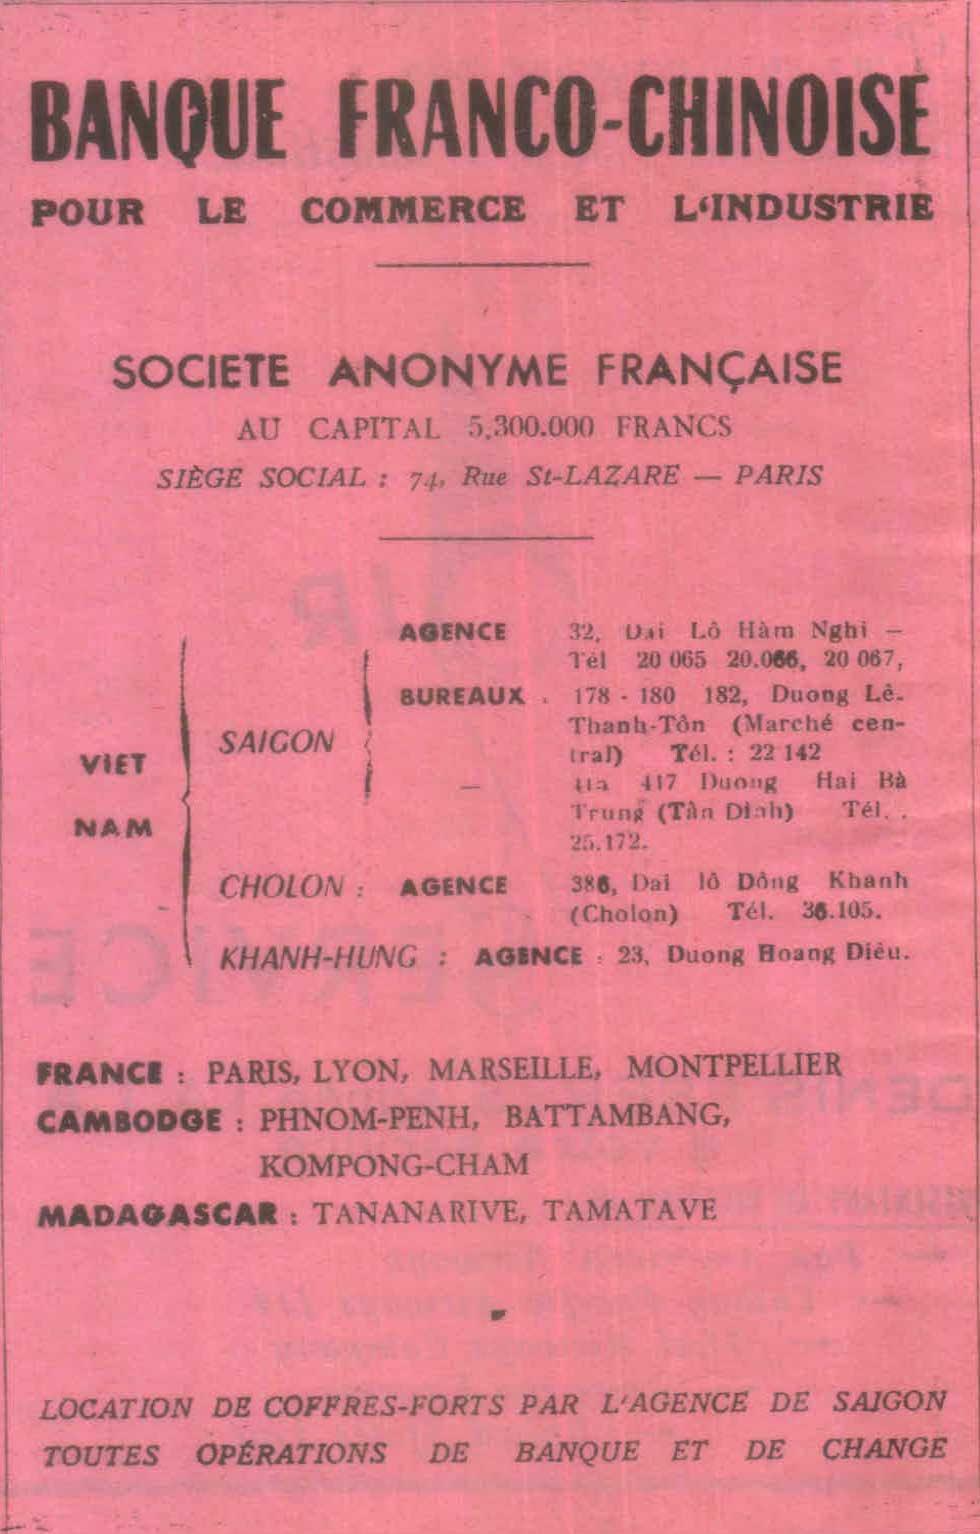 BANQUE FRANCO-CHINOISE
POUR LE COMMERCE ET L'INDUSTRIE
SOCIETE ANONYME FRANÇAISE
AU CAPITAL 5.300.000 FRANCS
SIÈGE SOCIAL : 74, Rue St-LAZARE — PARIS
VIET NAM
SAIGON
AGENCE 32, Dai Lô Hàm Nghi —
Tél 20 065 20.066, 20 067,
BUREAUX . 178 - 180 182, Duong Lê-
Thanh-Tôn (Marché cen-
tral) Tél. : 22 142
— 417 Duong Hai Bà
Trung (Tân Dinh) Tél. .
25.172.
CHOLON : AGENCE 386, Dai lô Dông Khanh
(Cholon) Tél. 36.105.
KHANH-HUNG : AGENCE : 23, Duong Hoang Diêu.
FRANCE : PARIS, LYON, MARSEILLE, MONTPELLIER
CAMBODGE : PHNOM-PENH, BATTAMBANG,
KOMPONG-CHAM
MADAGASCAR : TANANARIVE, TAMATAVE
LOCATION DE COFFRES-FORTS PAR L'AGENCE DE SAIGON
TOUTES OPÉRATIONS DE BANQUE ET DE CHANGE